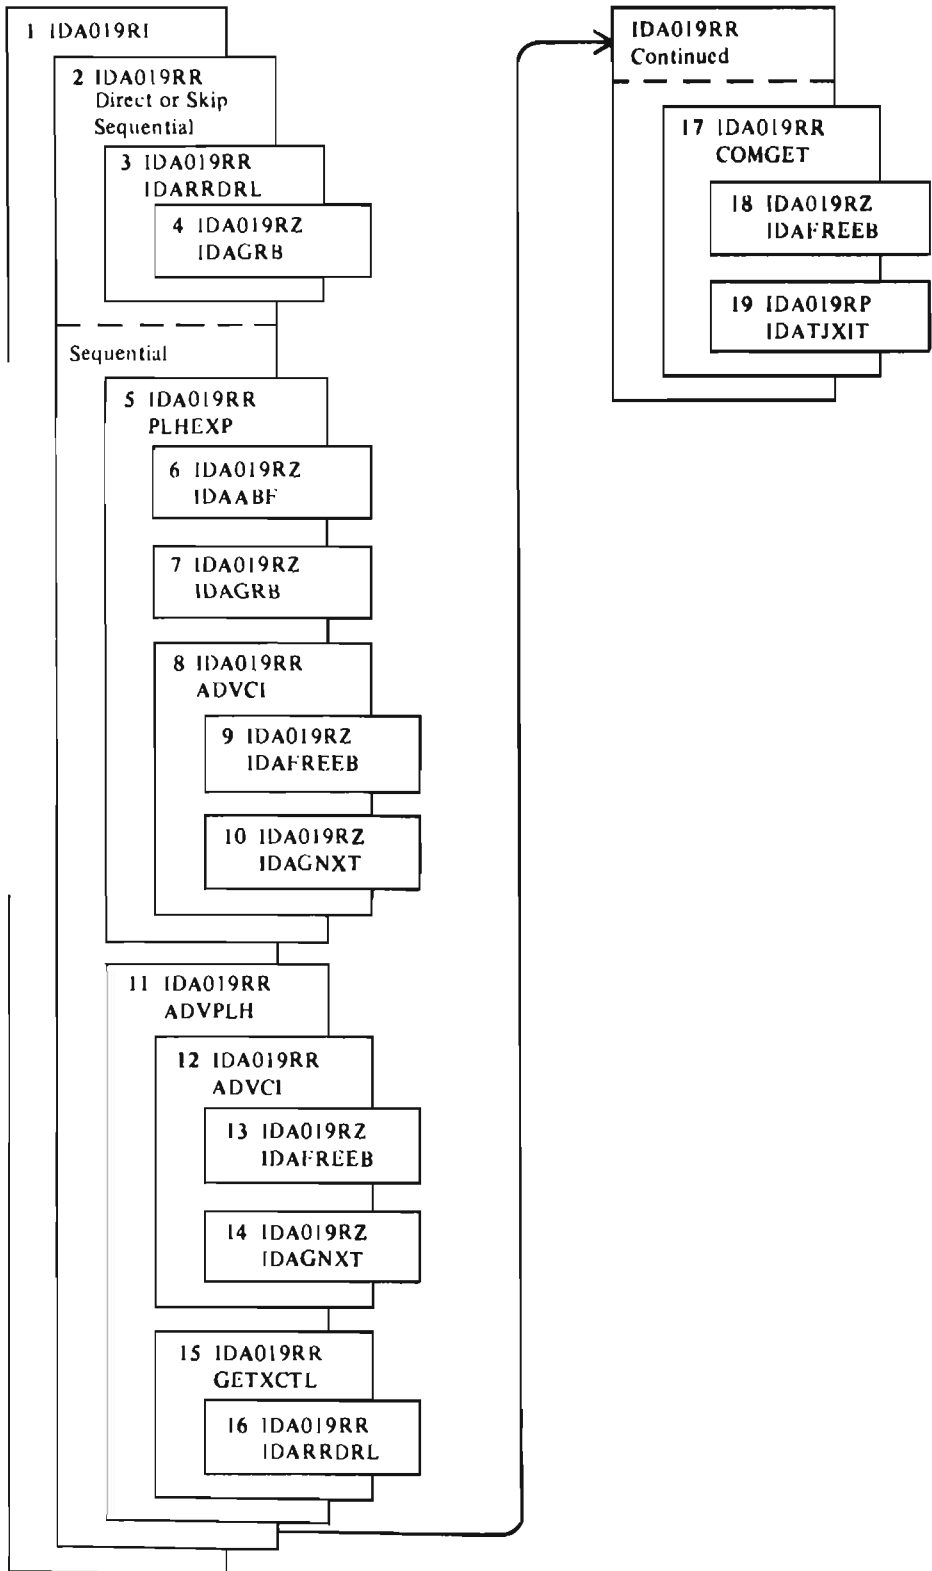 1 IDA019R1
2 IDA019RR
Direct or Skip
Sequential
3 IDA019RR
IDARRDRL
4 IDA019RZ
IDAGRB
Sequential
5 IDA019RR
PLHEXP
6 IDA019RZ
IDAABF
7 IDA019RZ
IDAGRB
8 IDA019RR
ADVCI
9 IDA019RZ
IDAFREEB
10 IDA019RZ
IDAGNXT
11 IDA019RR
ADVPLH
12 IDA019RR
ADVCI
13 IDA019RZ
IDAFREEB
14 IDA019RZ
IDAGNXT
15 IDA019RR
GETXCTL
16 IDA019RR
IDARRDRL
IDA019RR
Continued
17 IDA019RR
COMGET
18 IDA019RZ
IDAFREEB
19 IDA019RP
IDATJXIT